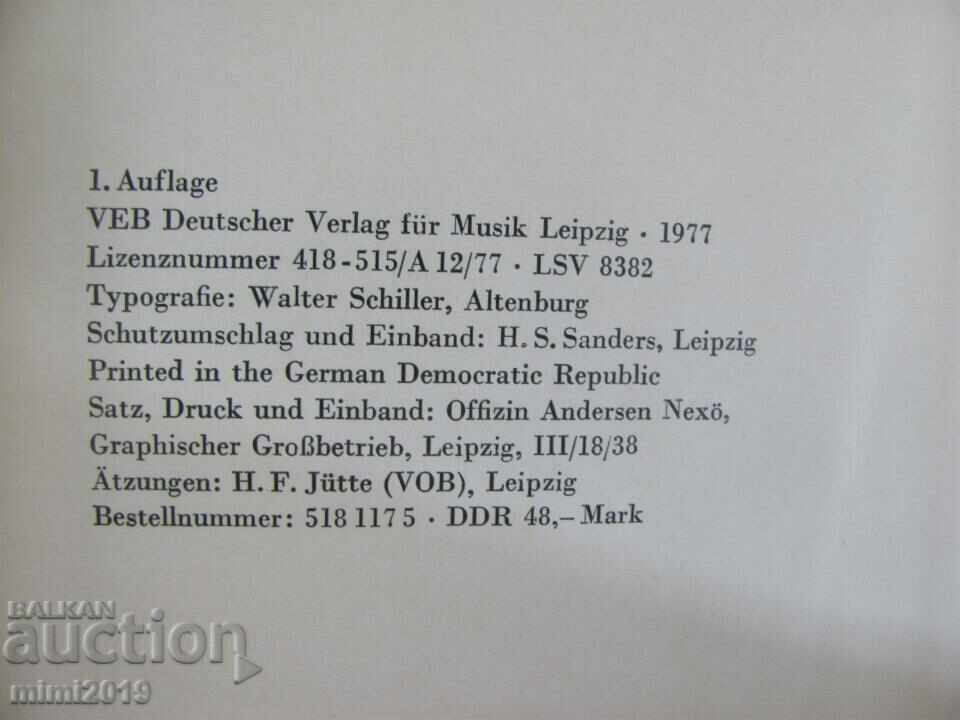 1. Auflage
VEB Deutscher Verlag für Musik Leipzig · 1977
Lizenznummer 418-515/A 12/77 · LSV 8382
Typografie: Walter Schiller, Altenburg
Schutzumschlag und Einband: H. S. Sanders, Leipzig
Printed in the German Democratic Republic
Satz, Druck und Einband: Offizin Andersen Nexö,
Graphischer Großbetrieb, Leipzig, III/18/38
Ätzungen: H. F. Jütte (VOB), Leipzig
Bestellnummer: 518 117 5 · DDR 48,– Mark
BALKAN
auction
mimi2019